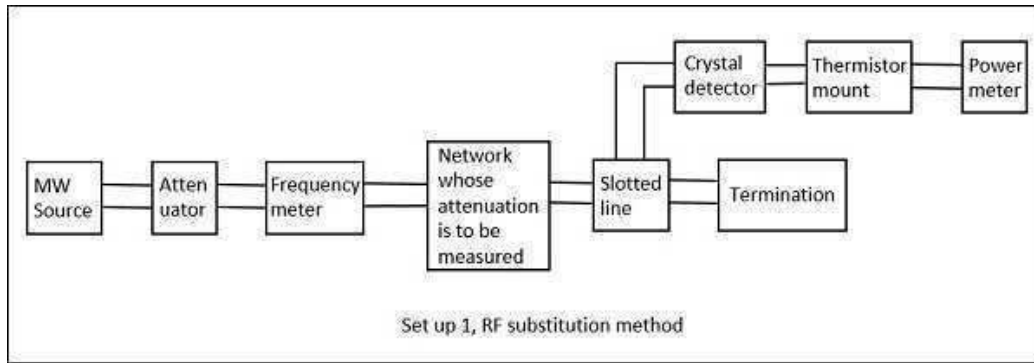 Crystal
detector
Thermistor
mount
Power
meter
MW
Source
Atten
uator
Frequency
meter
Network
whose
attenuation
is to be
measured
Slotted
line
Termination
Set up 1, RF substitution method